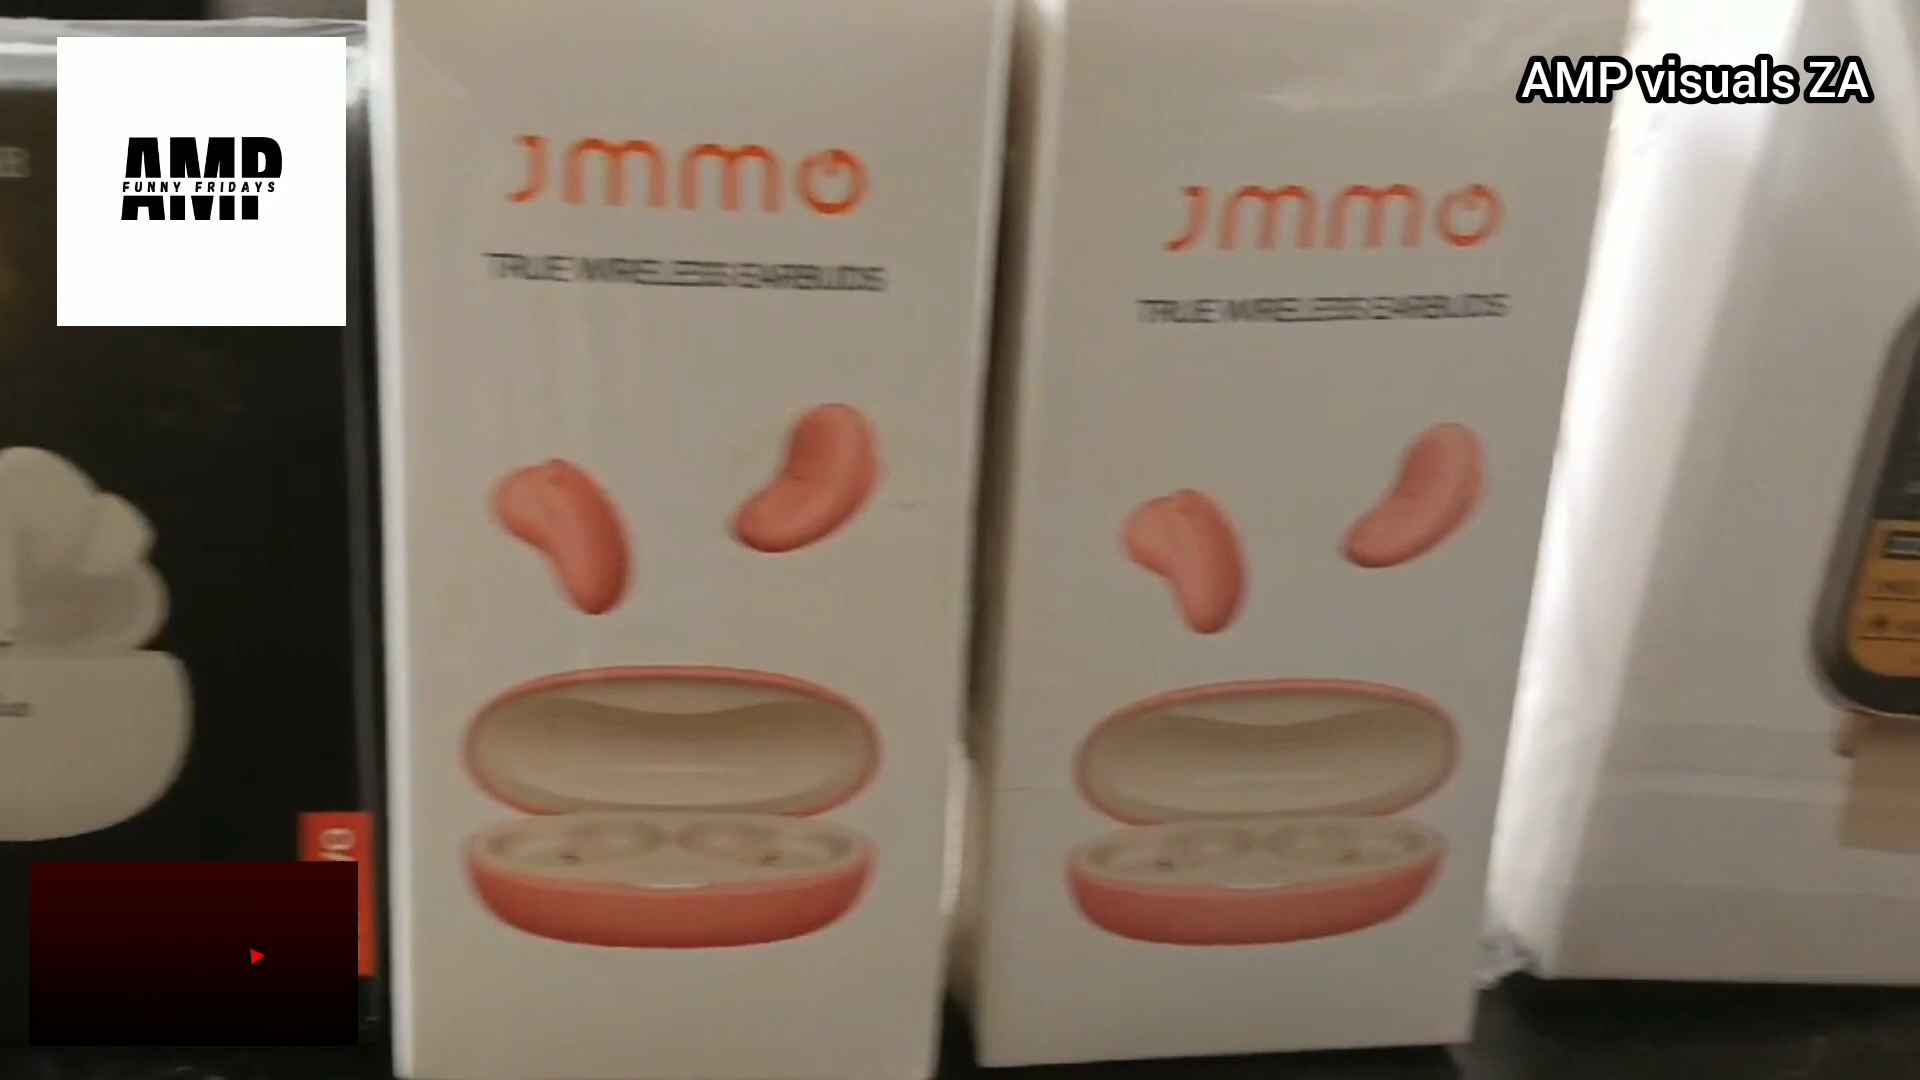 AMP
FUNNY FRIDAYS
AMP visuals ZA
Jmmo
TRUE WIRELESS EARBUDS
Jmmo
TRUE WIRELESS EARBUDS